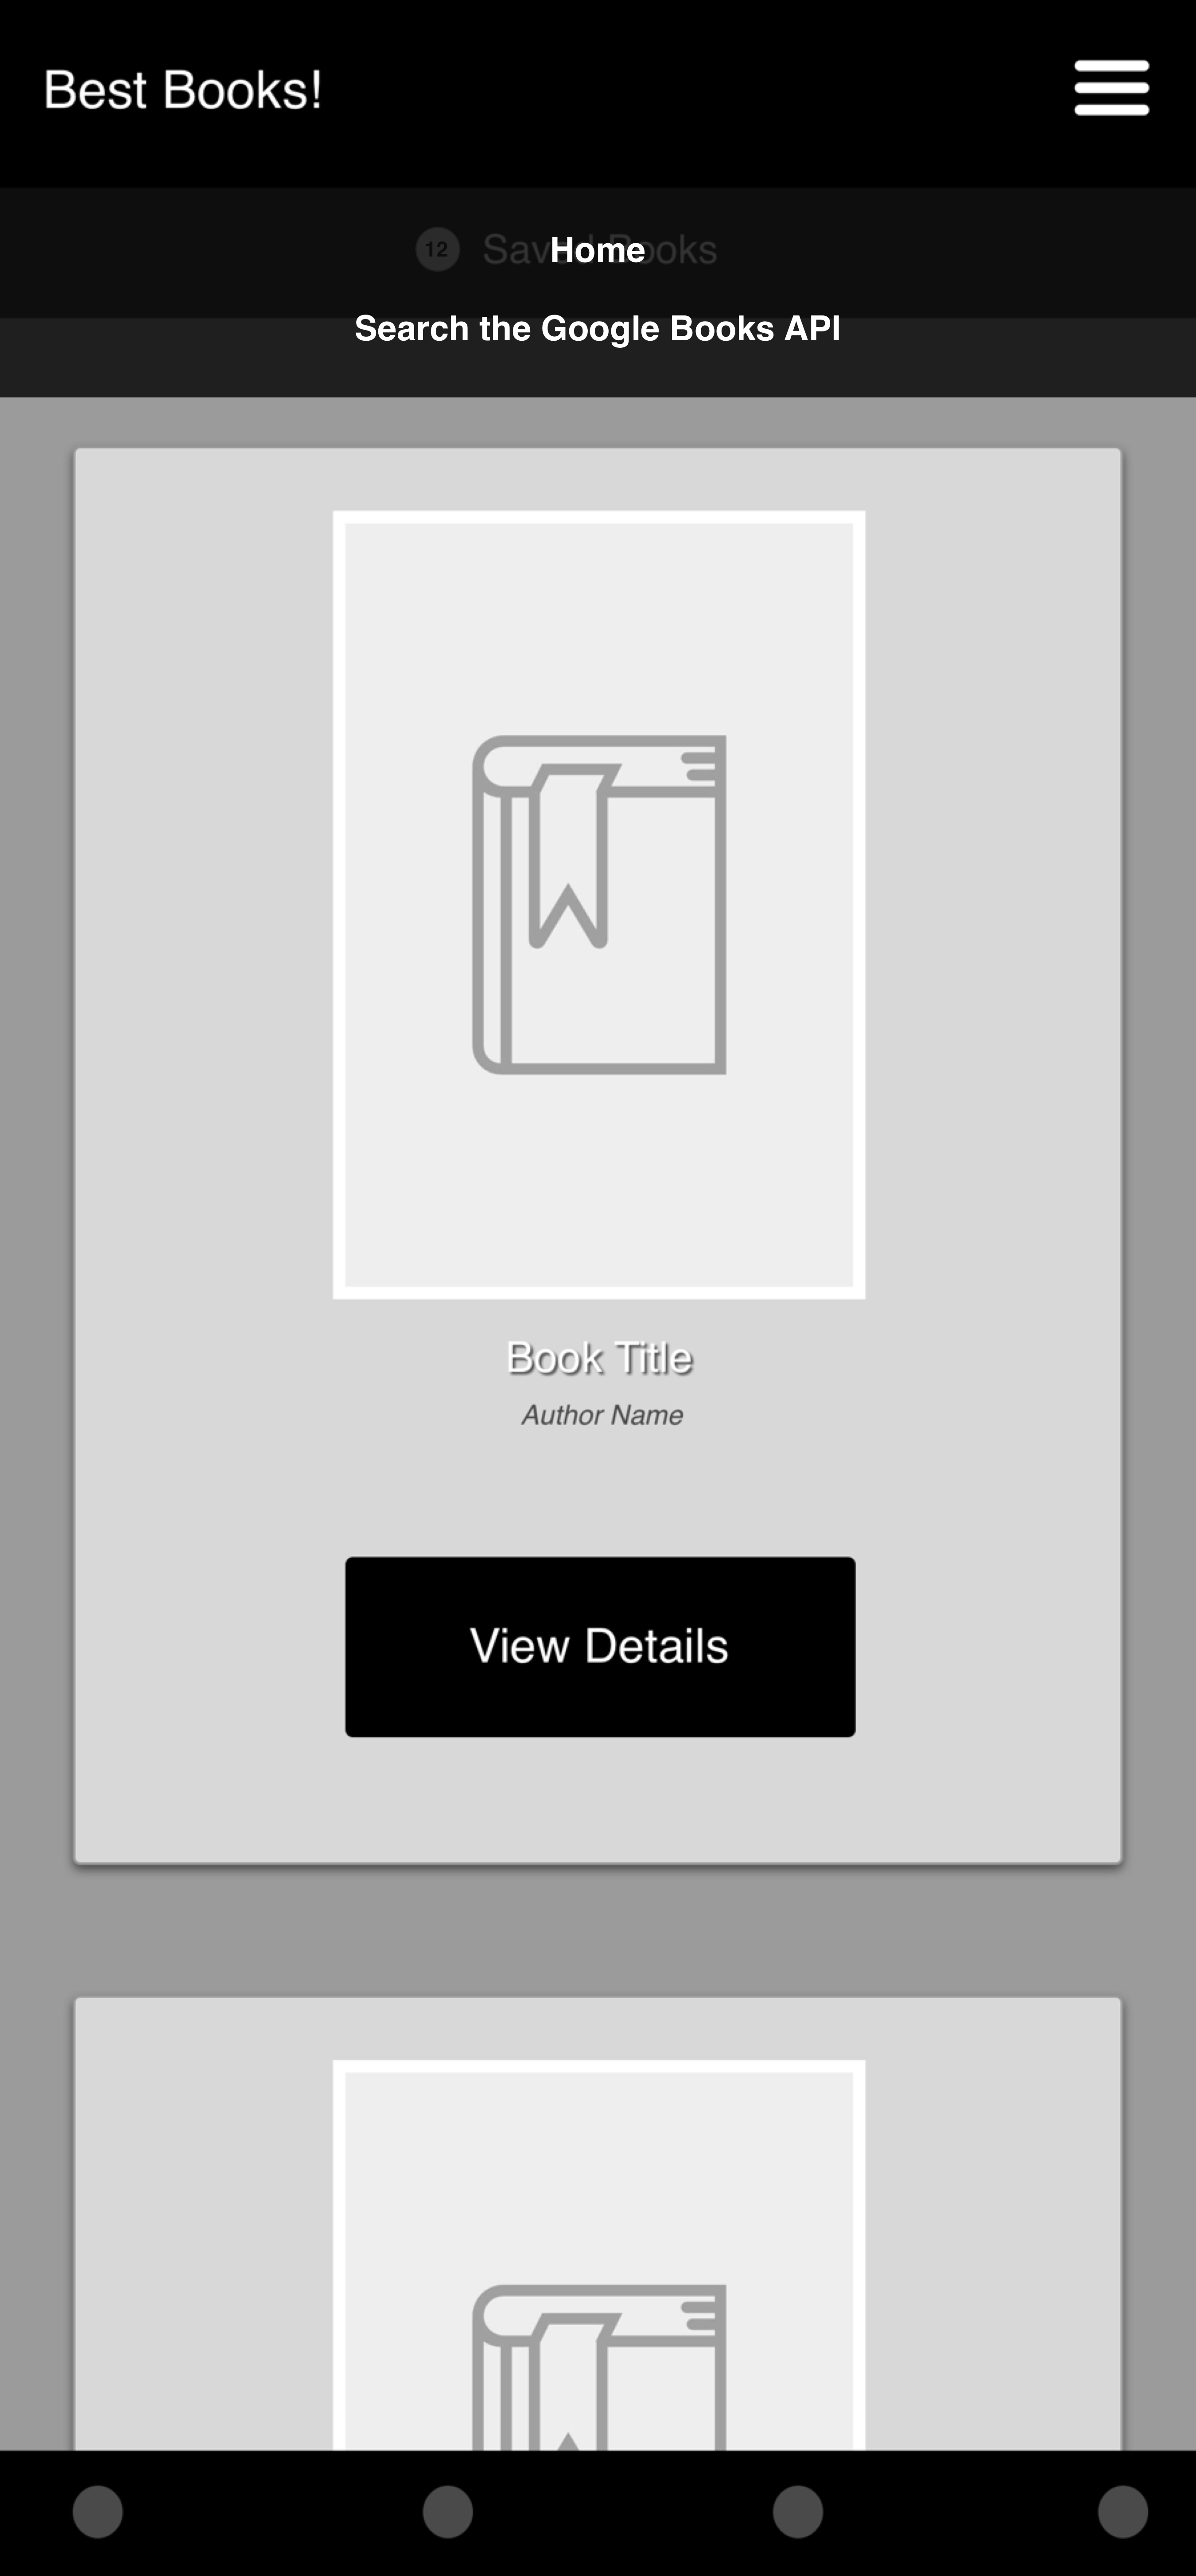 Best Books!
12 Saved Books
Home
Search the Google Books API
Book Title
Author Name
View Details